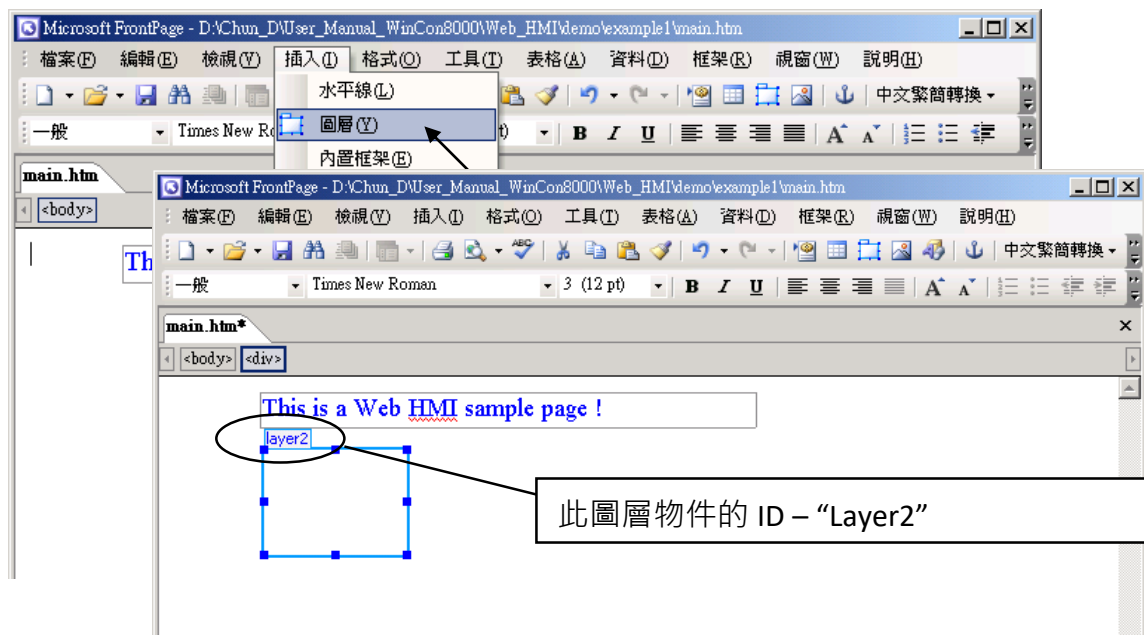 Microsoft FrontPage - D:\Chun_D\User_Manual_WinCon8000\Web_HMI\demo\example1\main.htm
檔案(F) 編輯(E) 檢視(V) 插入(I) 格式(O) 工具(T) 表格(A) 資料(D) 框架(R) 視窗(W) 說明(H)
水平線(L)
中文繁簡轉換
一般 Times New
圖層(Y)
B I U A A
內置框架(E)
main.htm
<body>
Th
Microsoft FrontPage - D:\Chun_D\User_Manual_WinCon8000\Web_HMI\demo\example1\main.htm
檔案(F) 編輯(E) 檢視(V) 插入(I) 格式(O) 工具(T) 表格(A) 資料(D) 框架(R) 視窗(W) 說明(H)
ABC 中文繁簡轉換
一般 Times New Roman 3 (12 pt) B I U A A
main.htm*
<body> <div>
This is a Web HMI sample page !
layer2
此圖層物件的 ID – “Layer2”